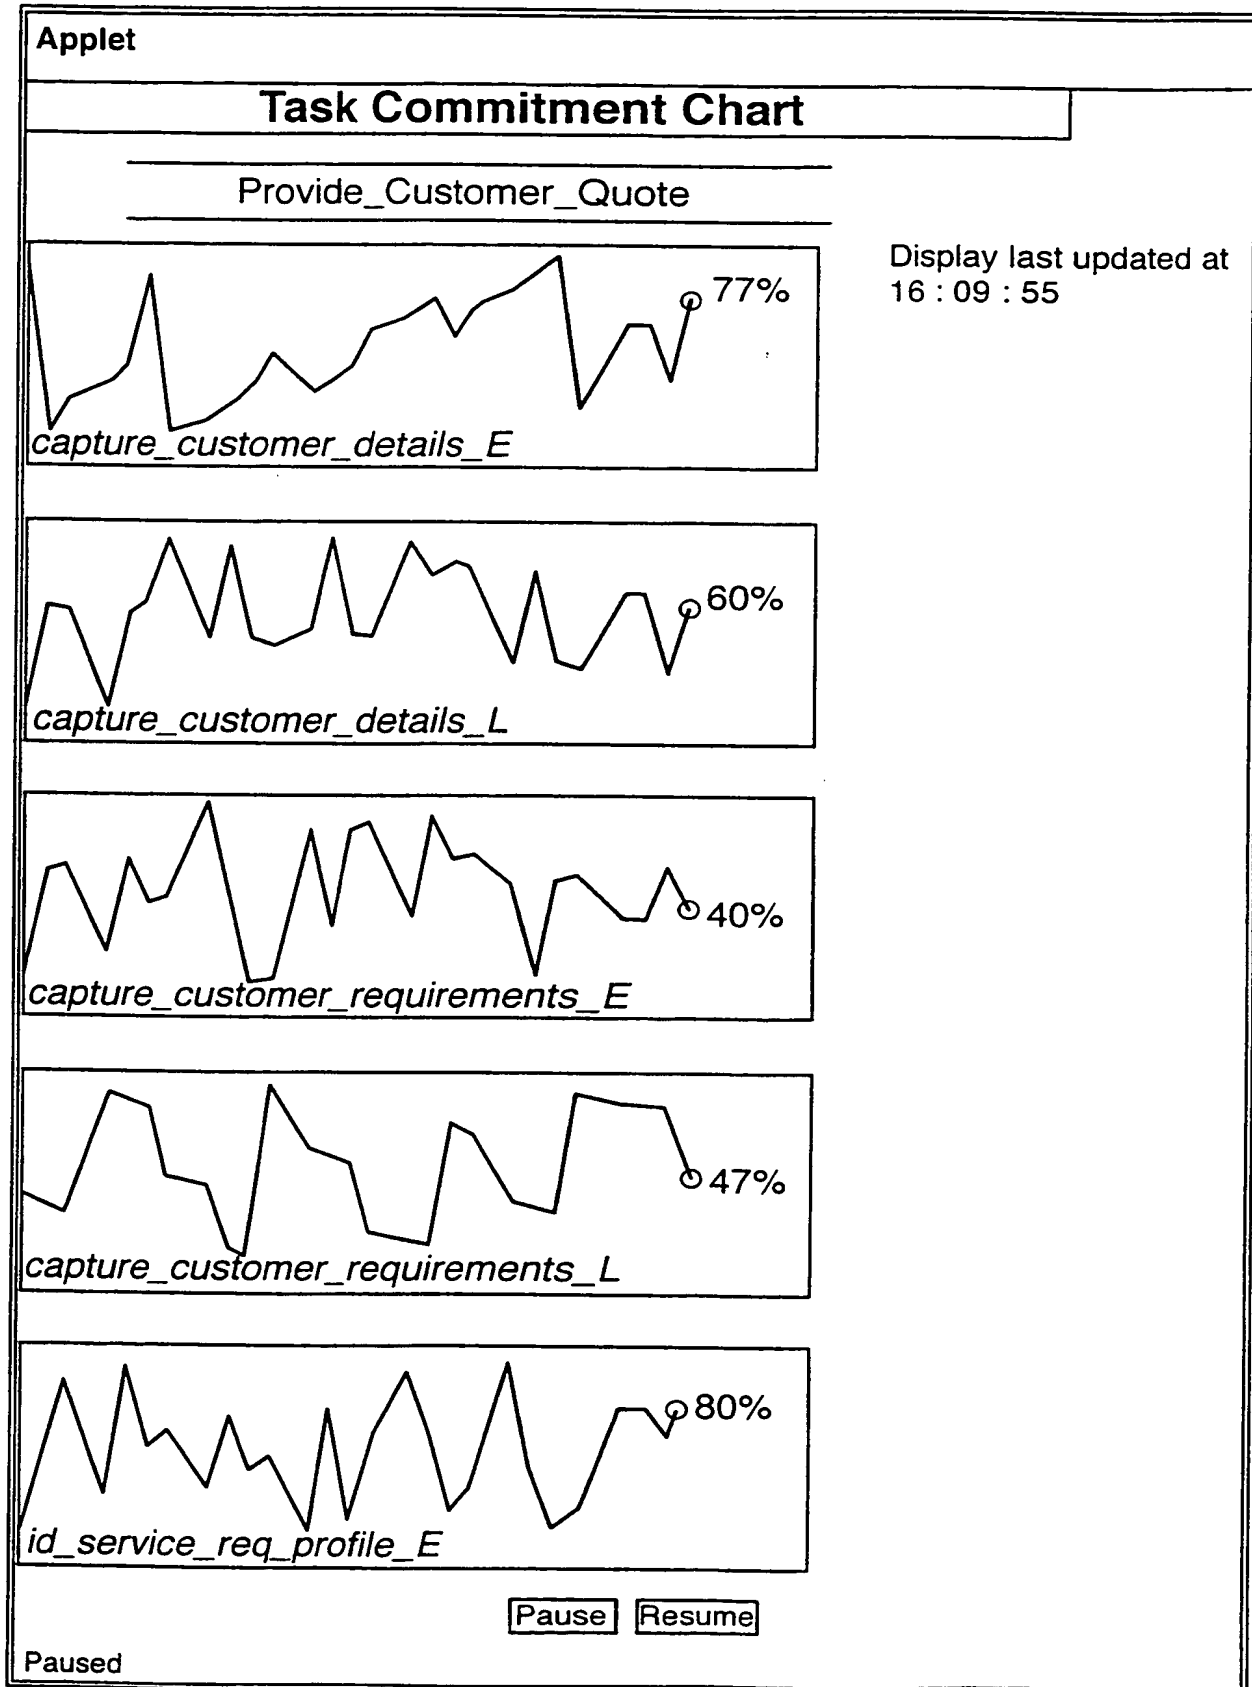 Applet
Task Commitment Chart
Provide_Customer_Quote
Display last updated at
16 : 09 : 55
77%
capture_customer_details_E
60%
capture_customer_details_L
40%
capture_customer_requirements_E
47%
capture_customer_requirements_L
80%
id_service_req_profile_E
Pause Resume
Paused